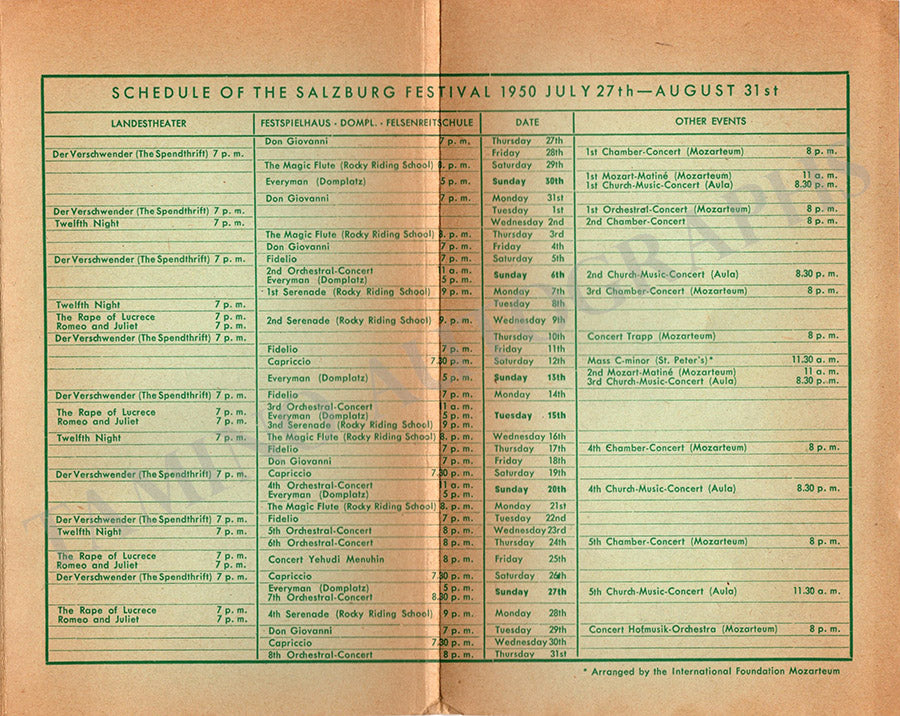 SCHEDULE OF THE SALZBURG FESTIVAL 1950 JULY 27th—AUGUST 31st
LANDESTHEATER FESTSPIELHAUS - DOMPL. - FELSENREITSCHULE DATE OTHER EVENTS
Don Giovanni 7 p. m. Thursday 27th
Der Verschwender (The Spendthrift) 7 p. m. Friday 28th 1st Chamber-Concert (Mozarteum) 8 p. m.
The Magic Flute (Rocky Riding School) 8. p. m. Saturday 29th
Everyman (Domplatz) 5 p. m. Sunday 30th 1st Mozart-Matiné (Mozarteum) 11 a. m.
1st Church-Music-Concert (Aula) 8.30 p. m.
Don Giovanni 7 p. m. Monday 31st
Der Verschwender (The Spendthrift) 7 p. m. Tuesday 1st 1st Orchestral-Concert (Mozarteum) 8 p. m.
Twelfth Night 7 p. m. Wednesday 2nd 2nd Chamber-Concert 8 p. m.
The Magic Flute (Rocky Riding School) 8. p. m. Thursday 3rd
Don Giovanni 7 p. m. Friday 4th
Der Verschwender (The Spendthrift) 7 p. m. Fidelio 7 p. m. Saturday 5th
2nd Orchestral-Concert 11 a. m.
Everyman (Domplatz) 5 p. m. Sunday 6th 2nd Church-Music-Concert (Aula) 8.30 p. m.
1st Serenade (Rocky Riding School) 9 p. m. Monday 7th 3rd Chamber-Concert (Mozarteum) 8 p. m.
Twelfth Night 7 p. m. Tuesday 8th
The Rape of Lucrece 7 p. m.
Romeo and Juliet 7 p. m. 2nd Serenade (Rocky Riding School) 9. p. m. Wednesday 9th
Der Verschwender (The Spendthrift) 7 p. m. Thursday 10th Concert Trapp (Mozarteum) 8 p. m.
Fidelio 7 p. m. Friday 11th
Capriccio 7.30 p. m. Saturday 12th Mass C-minor (St. Peter's)* 11.30 a. m.
Everyman (Domplatz) 5 p. m. Sunday 13th 2nd Mozart-Matiné (Mozarteum) 11 a. m.
3rd Church-Music-Concert (Aula) 8.30 p. m.
Der Verschwender (The Spendthrift) 7 p. m. Fidelio 7 p. m. Monday 14th
3rd Orchestral-Concert 11 a. m.
The Rape of Lucrece 7 p. m. Everyman (Domplatz) 5 p. m. Tuesday 15th
Romeo and Juliet 7 p. m. 3nd Serenade (Rocky Riding School) 9 p. m.
Twelfth Night 7 p. m. The Magic Flute (Rocky Riding School) 8. p. m. Wednesday 16th
Fidelio 7 p. m. Thursday 17th 4th Chamber-Concert (Mozarteum) 8 p. m.
Don Giovanni 7 p. m. Friday 18th
Der Verschwender (The Spendthrift) 7 p. m. Capriccio 7.30 p. m. Saturday 19th
4th Orchestral-Concert 11 a. m.
Everyman (Domplatz) 5 p. m. Sunday 20th 4th Church-Music-Concert (Aula) 8.30 p. m.
The Magic Flute (Rocky Riding School) 8. p. m. Monday 21st
Der Verschwender (The Spendthrift) 7 p. m. Fidelio 7 p. m. Tuesday 22nd
Twelfth Night 7 p. m. 5th Orchestral-Concert 8 p. m. Wednesday 23rd
6th Orchestral-Concert 8 p. m. Thursday 24th 5th Chamber-Concert (Mozarteum) 8 p. m.
The Rape of Lucrece 7 p. m.
Romeo and Juliet 7 p. m. Concert Yehudi Menuhin 8 p. m. Friday 25th
Der Verschwender (The Spendthrift) 7 p. m. Capriccio 7.30 p. m. Saturday 26th
Everyman (Domplatz) 5 p. m.
7th Orchestral-Concert 8.30 p. m. Sunday 27th 5th Church-Music-Concert (Aula) 11.30 a. m.
The Rape of Lucrece 7 p. m.
Romeo and Juliet 7 p. m. 4th Serenade (Rocky Riding School) 9 p. m. Monday 28th
Don Giovanni 7 p. m. Tuesday 29th Concert Hofmusik-Orchestra (Mozarteum) 8 p. m.
Capriccio 7.30 p. m. Wednesday 30th
8th Orchestral-Concert 8 p. m. Thursday 31st
* Arranged by the International Foundation Mozarteum
TAMINO AUTOGRAPHS